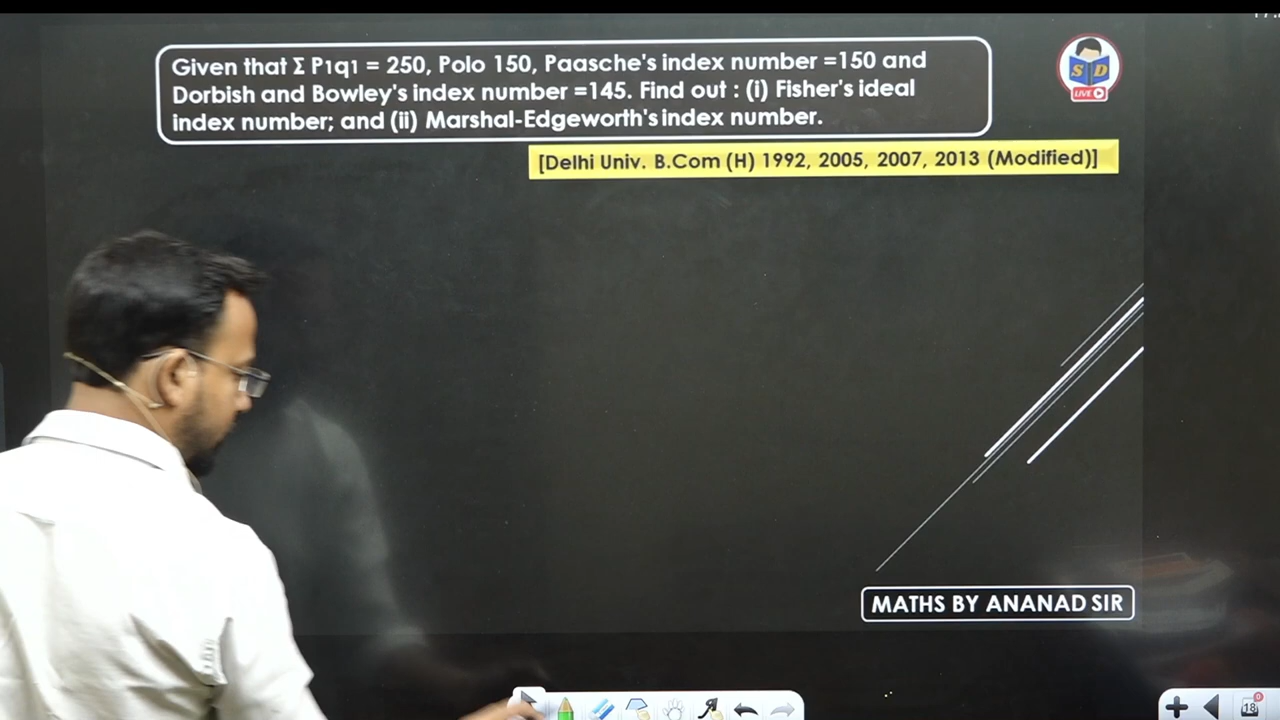 Given that Σ P1q1 = 250, Polo 150, Paasche's index number =150 and
Dorbish and Bowley's index number =145. Find out : (i) Fisher's ideal
index number; and (ii) Marshal-Edgeworth's index number.
SD
LIVE
[Delhi Univ. B.Com (H) 1992, 2005, 2007, 2013 (Modified)]
MATHS BY ANANAD SIR
18